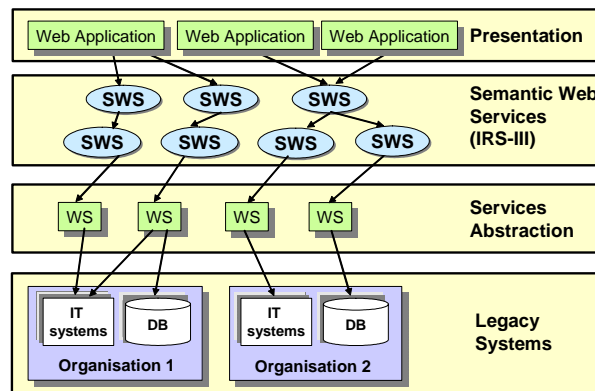 Web Application
Web Application
Web Application
Presentation
SWS
SWS
SWS
Semantic Web
Services
(IRS-III)
SWS
SWS
SWS
SWS
WS
WS
WS
WS
Services
Abstraction
IT
systems
DB
Organisation 1
IT
systems
DB
Organisation 2
Legacy
Systems